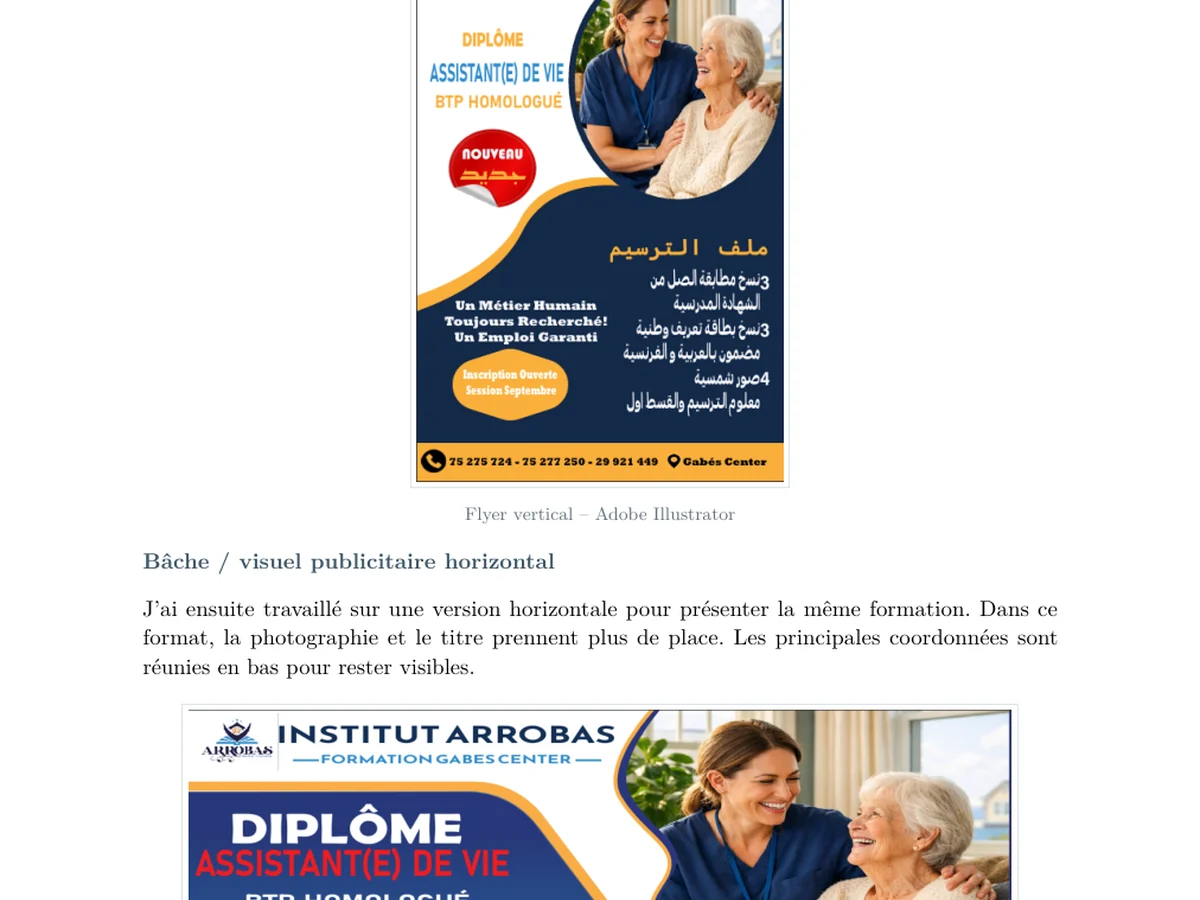 DIPLÔME
ASSISTANT(E) DE VIE
BTP HOMOLOGUÉ
NOUVEAU
جديد
ملف الترسيم
3نسخ مطابقة الصل من
الشهادة المدرسية
3نسخ بطاقة تعريف وطنية
مضمون بالعربية و الفرنسية
4صور شمسية
معلوم الترسيم والقسط اول
Un Métier Humain
Toujours Recherché!
Un Emploi Garanti
Inscription Ouverte
Session Septembre
75 275 724 - 75 277 250 - 29 921 449 Gabés Center
Flyer vertical – Adobe Illustrator
Bâche / visuel publicitaire horizontal
J'ai ensuite travaillé sur une version horizontale pour présenter la même formation. Dans ce
format, la photographie et le titre prennent plus de place. Les principales coordonnées sont
réunies en bas pour rester visibles.
ARROBAS
INSTITUT ARROBAS
FORMATION GABES CENTER
DIPLÔME
ASSISTANT(E) DE VIE
BTP HOMOLOGUÉ